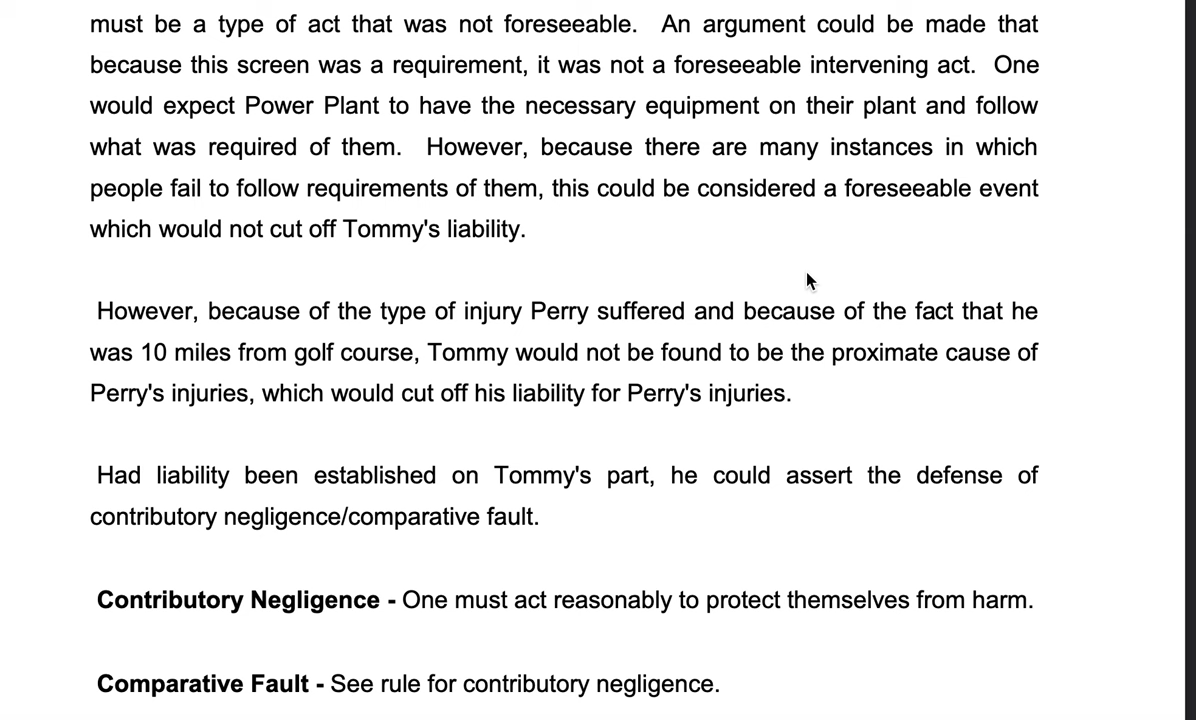 must be a type of act that was not foreseeable. An argument could be made that
because this screen was a requirement, it was not a foreseeable intervening act. One
would expect Power Plant to have the necessary equipment on their plant and follow
what was required of them. However, because there are many instances in which
people fail to follow requirements of them, this could be considered a foreseeable event
which would not cut off Tommy's liability.
However, because of the type of injury Perry suffered and because of the fact that he
was 10 miles from golf course, Tommy would not be found to be the proximate cause of
Perry's injuries, which would cut off his liability for Perry's injuries.
Had liability been established on Tommy's part, he could assert the defense of
contributory negligence/comparative fault.
Contributory Negligence - One must act reasonably to protect themselves from harm.
Comparative Fault - See rule for contributory negligence.